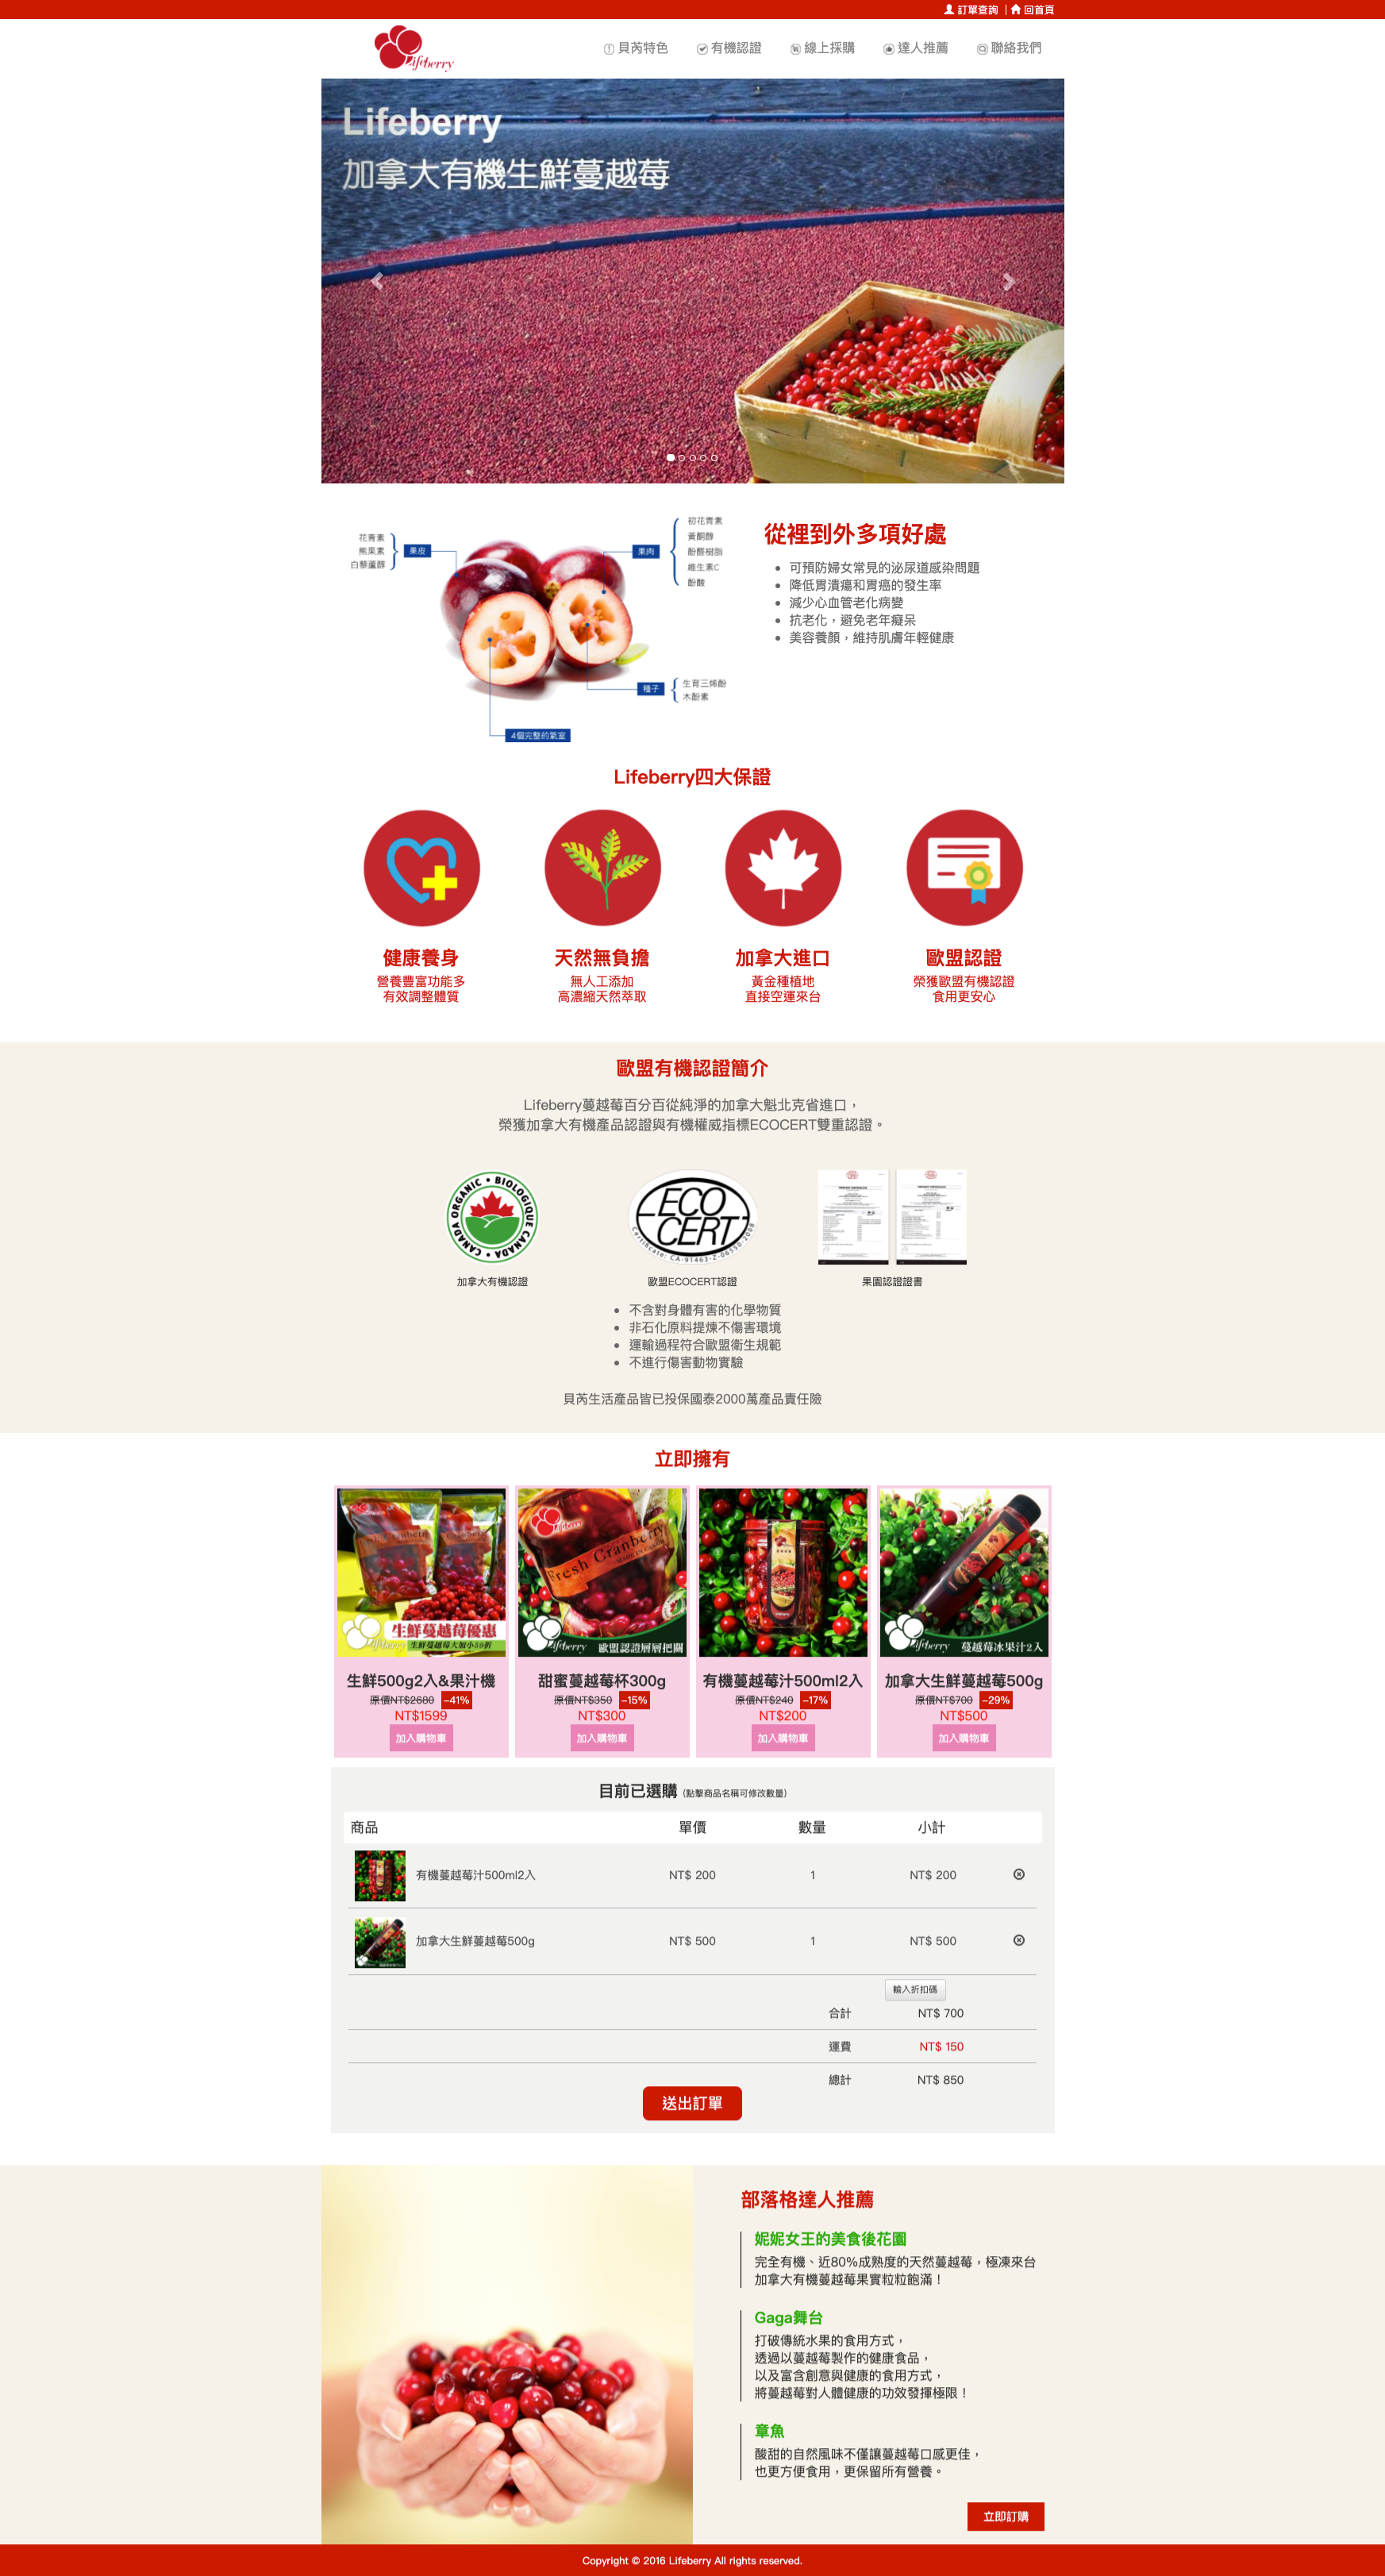 訂單查詢 | 回首頁
Lifeberry
貝芮特色 有機認證 線上採購 達人推薦 聯絡我們
Lifeberry
加拿大有機生鮮蔓越莓
花青素
熊果素
白藜蘆醇
果皮
果肉
初花青素
黃酮醇
酚醛樹脂
維生素C
酚酸
種子
生育三烯酚
木酚素
4個完整的氣室
從裡到外多項好處
可預防婦女常見的泌尿道感染問題
降低胃潰瘍和胃癌的發生率
減少心血管老化病變
抗老化，避免老年癡呆
美容養顏，維持肌膚年輕健康
Lifeberry四大保證
健康養身
營養豐富功能多
有效調整體質
天然無負擔
無人工添加
高濃縮天然萃取
加拿大進口
黃金種植地
直接空運來台
歐盟認證
榮獲歐盟有機認證
食用更安心
歐盟有機認證簡介
Lifeberry蔓越莓百分百從純淨的加拿大魁北克省進口，
榮獲加拿大有機產品認證與有機權威指標ECOCERT雙重認證。
CANADA ORGANIC • BIOLOGIQUE CANADA •
ECO
CERT
Certificate: CA-91463-Z-06550-2008
加拿大有機認證
歐盟ECOCERT認證
果園認證證書
不含對身體有害的化學物質
非石化原料提煉不傷害環境
運輸過程符合歐盟衛生規範
不進行傷害動物實驗
貝芮生活產品皆已投保國泰2000萬產品責任險
立即擁有
Fresh Cranberry
生鮮蔓越莓優惠
生鮮蔓越莓大加小59折
Lifeberry
生鮮500g2入&果汁機
原價NT$2680 -41%
NT$1599
加入購物車
Lifeberry
Fresh Cranberry
Lifeberry
歐盟認證層層把關
甜蜜蔓越莓杯300g
原價NT$350 -15%
NT$300
加入購物車
有機蔓越莓汁500ml2入
原價NT$240 -17%
NT$200
加入購物車
Lifeberry
蔓越莓冰果汁2入
加拿大生鮮蔓越莓500g
原價NT$700 -29%
NT$500
加入購物車
目前已選購 (點擊商品名稱可修改數量)
商品 單價 數量 小計
有機蔓越莓汁500ml2入 NT$ 200 1 NT$ 200
加拿大生鮮蔓越莓500g NT$ 500 1 NT$ 500
輸入折扣碼
合計 NT$ 700
運費 NT$ 150
總計 NT$ 850
送出訂單
部落格達人推薦
妮妮女王的美食後花園
完全有機、近80%成熟度的天然蔓越莓，極凍來台
加拿大有機蔓越莓果實粒粒飽滿！
Gaga舞台
打破傳統水果的食用方式，
透過以蔓越莓製作的健康食品，
以及富含創意與健康的食用方式，
將蔓越莓對人體健康的功效發揮極限！
章魚
酸甜的自然風味不僅讓蔓越莓口感更佳，
也更方便食用，更保留所有營養。
立即訂購
Copyright © 2016 Lifeberry All rights reserved.